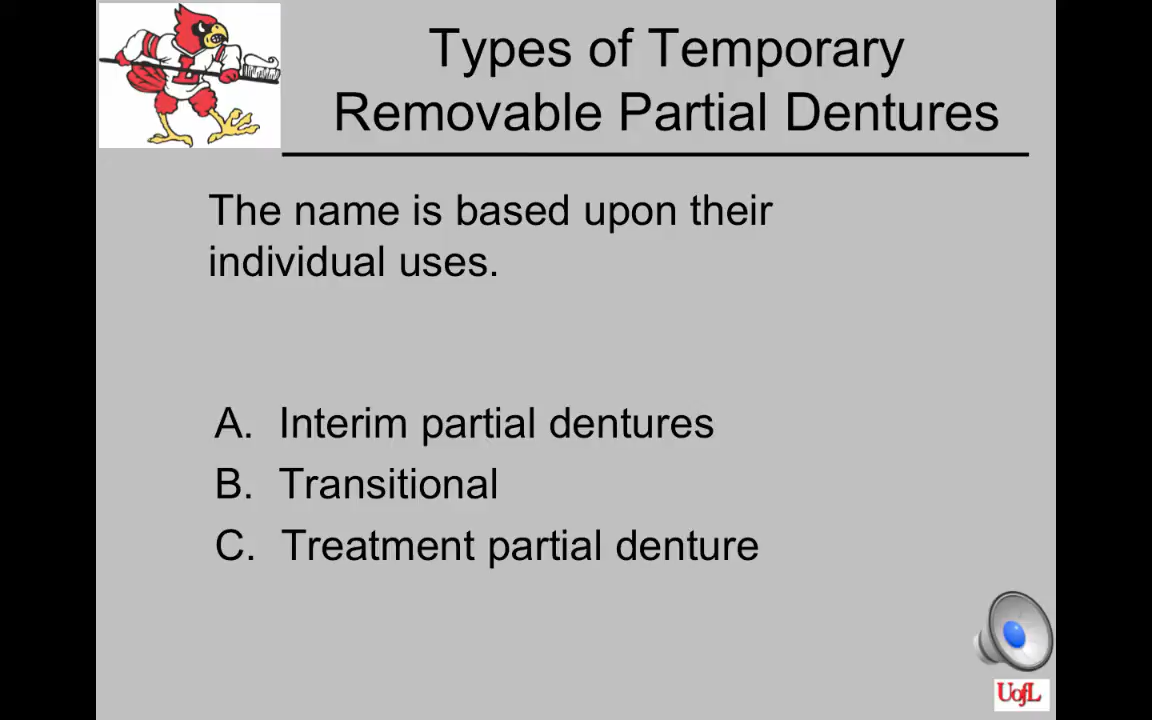 Types of Temporary
Removable Partial Dentures
The name is based upon their
individual uses.
A. Interim partial dentures
B. Transitional
C. Treatment partial denture
UofL